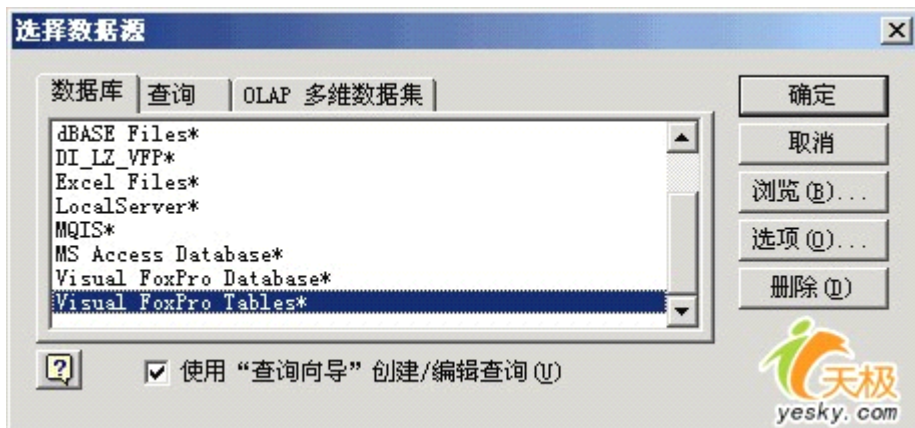 选择数据源
数据库 查询 OLAP 多维数据集
dBASE Files*
DI_LZ_VFP*
Excel Files*
LocalServer*
MQIS*
MS Access Database*
Visual FoxPro Database*
Visual FoxPro Tables*
确定
取消
浏览(B)...
选项(O)...
删除(D)
使用“查询向导”创建/编辑查询(U)
天极
yesky.com